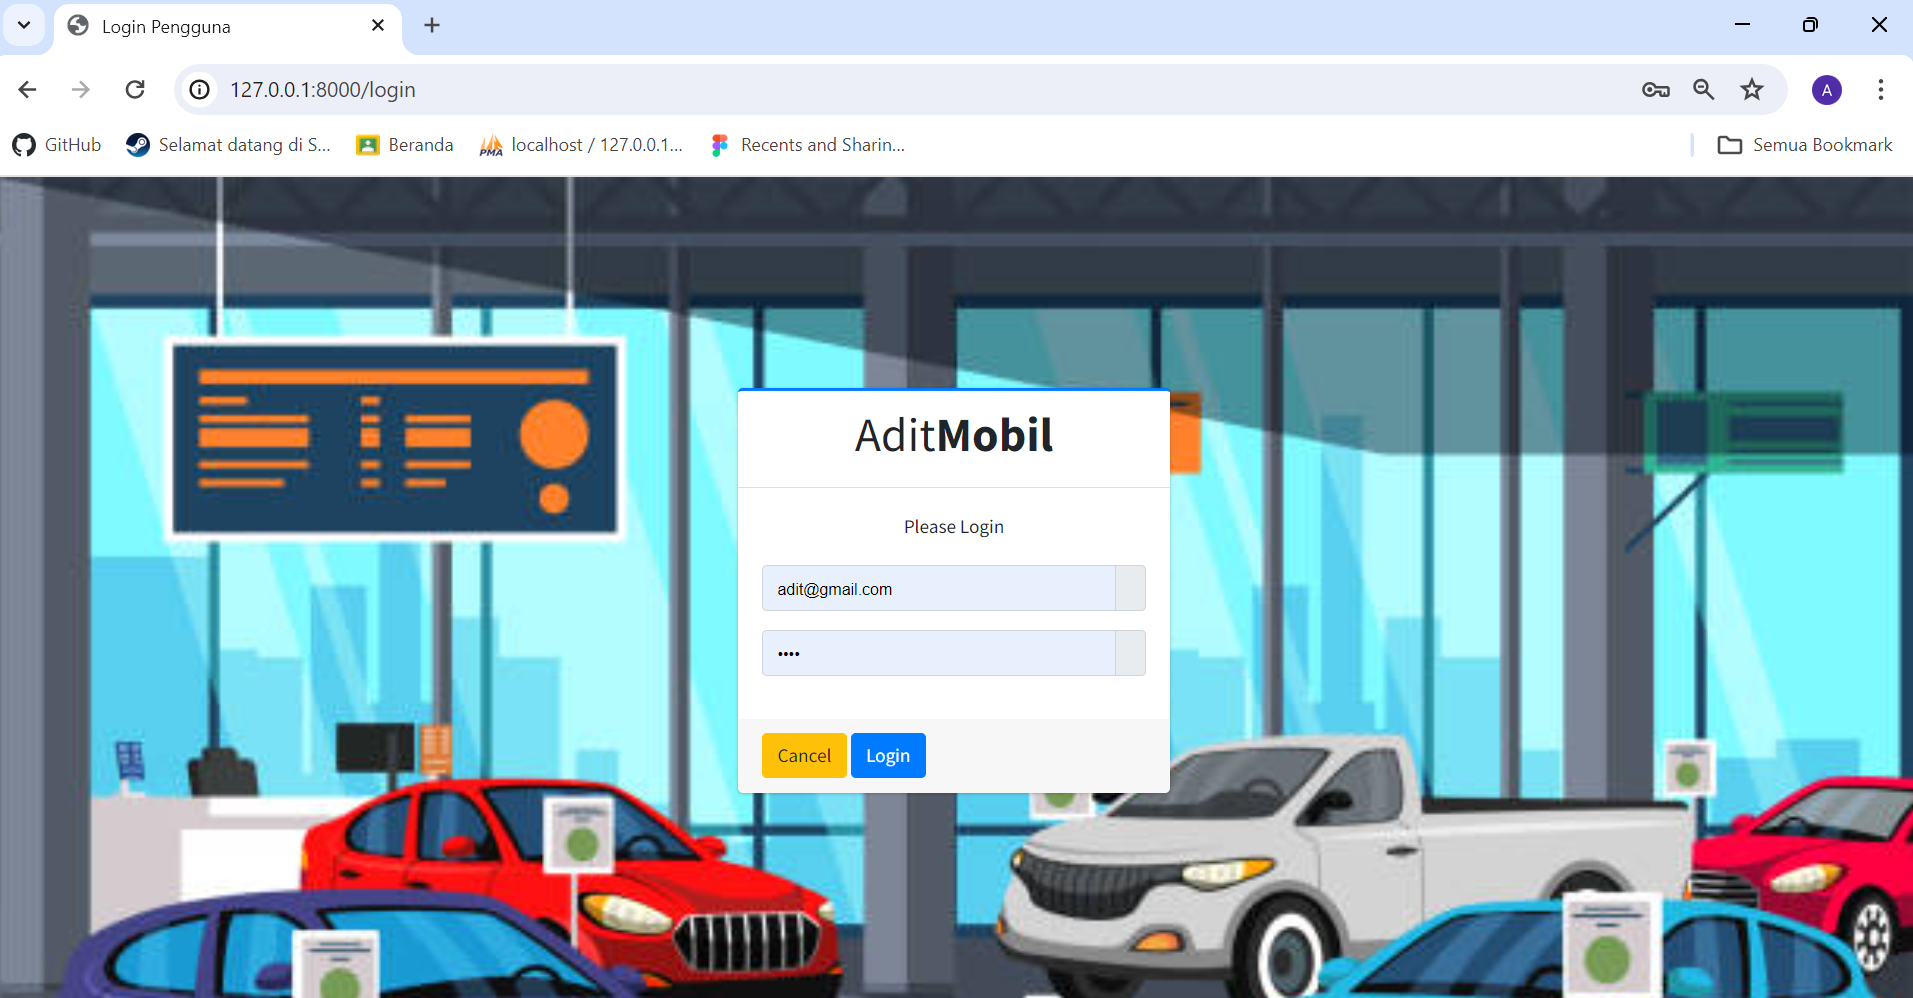 Login Pengguna
127.0.0.1:8000/login
A
GitHub
Selamat datang di S...
Beranda
PMA
localhost / 127.0.0.1...
Recents and Sharin...
Semua Bookmark
AditMobil
Please Login
adit@gmail.com
••••
Cancel
Login